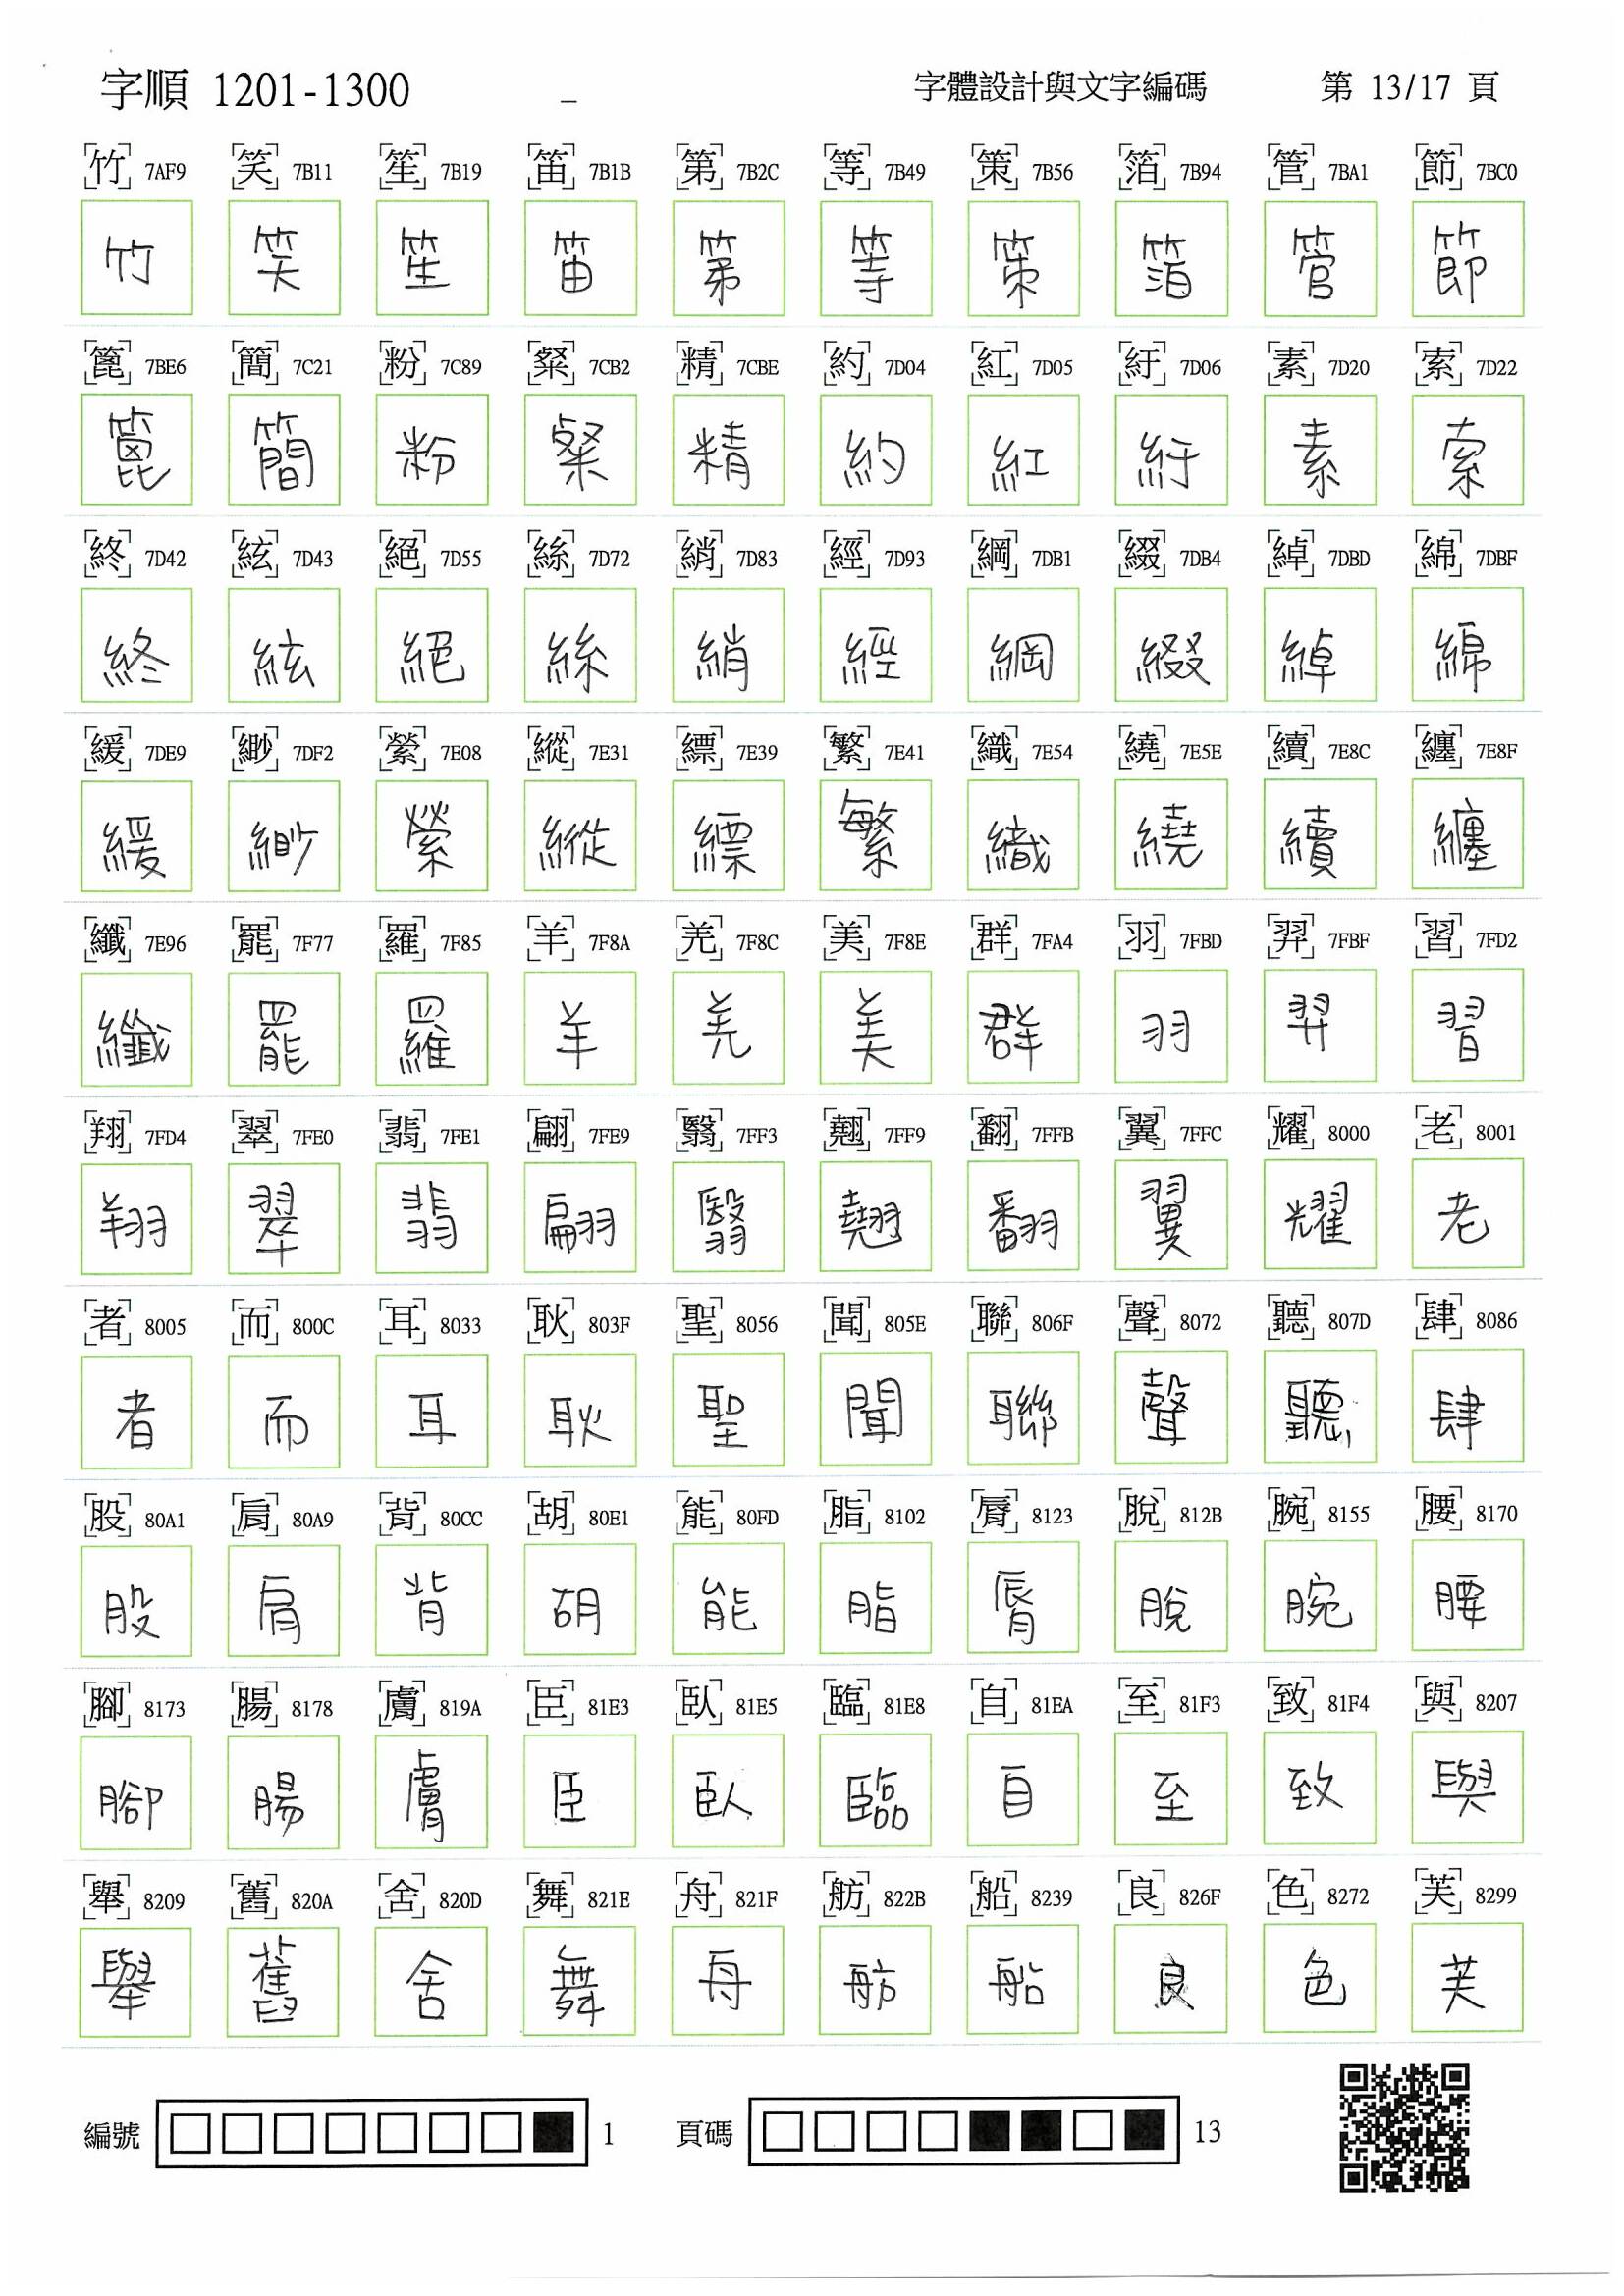 字順 1201-1300 _ 字體設計與文字編碼 第 13/17 頁
竹 7AF9 笑 7B11 笙 7B19 笛 7B1B 第 7B2C 等 7B49 策 7B56 箔 7B94 管 7BA1 節 7BC0
竹 笑 笙 笛 第 等 策 箔 管 節
篦 7BE6 簡 7C21 粉 7C89 粲 7CB2 精 7CBE 約 7D04 紅 7D05 紆 7D06 素 7D20 索 7D22
篦 簡 粉 粲 精 約 紅 紆 素 索
終 7D42 絃 7D43 絕 7D55 絲 7D72 綃 7D83 經 7D93 綱 7DB1 綴 7DB4 綽 7DBD 綿 7DBF
終 絃 絕 絲 綃 經 綱 綴 綽 綿
緩 7DE9 緲 7DF2 縈 7E08 縱 7E31 縹 7E39 繁 7E41 織 7E54 繞 7E5E 續 7E8C 纏 7E8F
緩 緲 縈 縱 縹 繁 織 繞 續 纏
纖 7E96 罷 7F77 羅 7F85 羊 7F8A 羌 7F8C 美 7F8E 群 7FA4 羽 7FBD 羿 7FBF 習 7FD2
纖 罷 羅 羊 羌 美 群 羽 羿 習
翔 7FD4 翠 7FE0 翡 7FE1 翩 7FE9 翳 7FF3 翹 7FF9 翻 7FFB 翼 7FFC 耀 8000 老 8001
翔 翠 翡 翩 翳 翹 翻 翼 耀 老
者 8005 而 800C 耳 8033 耿 803F 聖 8056 聞 805E 聯 806F 聲 8072 聽 807D 肆 8086
者 而 耳 耿 聖 聞 聯 聲 聽 肆
股 80A1 肩 80A9 背 80CC 胡 80E1 能 80FD 脂 8102 脣 8123 脫 812B 腕 8155 腰 8170
股 肩 背 胡 能 脂 脣 脫 腕 腰
腳 8173 腸 8178 膚 819A 臣 81E3 臥 81E5 臨 81E8 自 81EA 至 81F3 致 81F4 與 8207
腳 腸 膚 臣 臥 臨 自 至 致 與
舉 8209 舊 820A 舍 820D 舞 821E 舟 821F 舫 822B 船 8239 良 826F 色 8272 芙 8299
舉 舊 舍 舞 舟 舫 船 良 色 芙
編號 1 頁碼 13